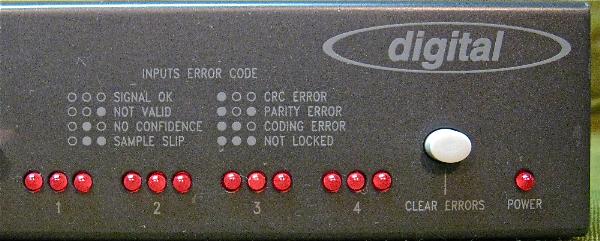 digital
INPUTS ERROR CODE
SIGNAL OK CRC ERROR
NOT VALID PARITY ERROR
NO CONFIDENCE CODING ERROR
SAMPLE SLIP NOT LOCKED
1 2 3 4 CLEAR ERRORS POWER